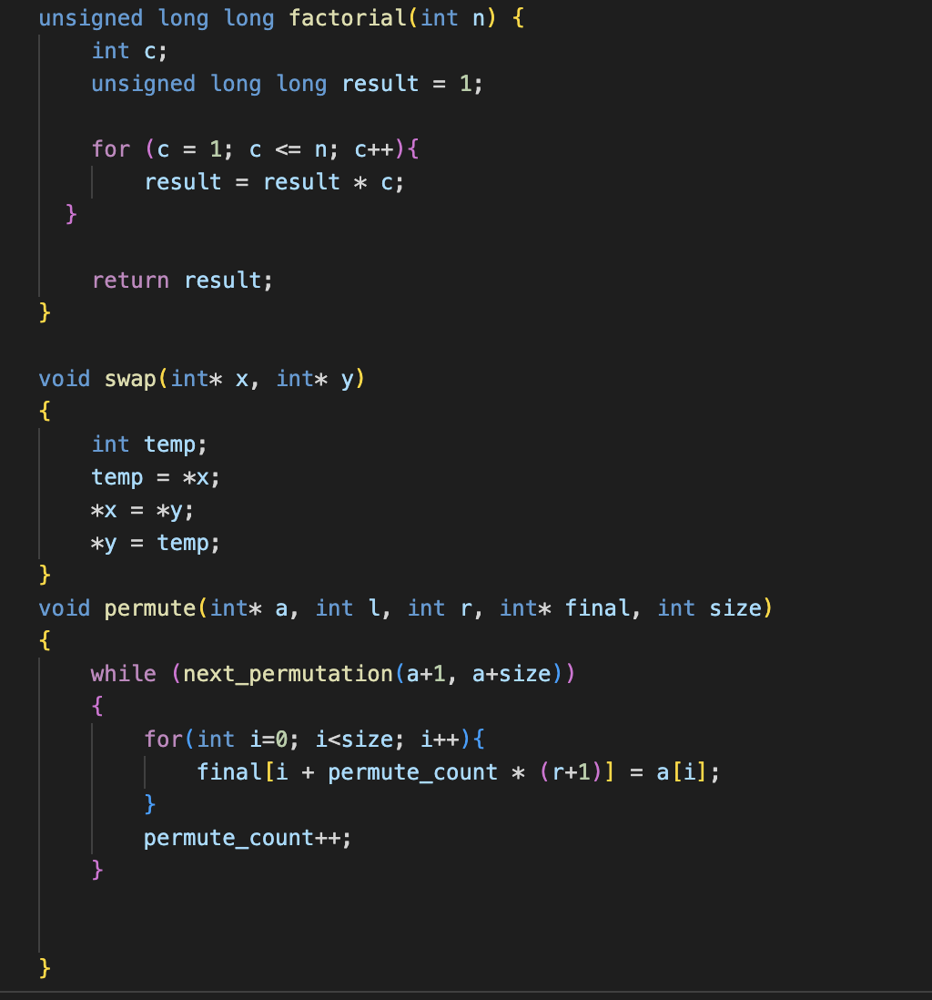 unsigned long long factorial(int n) {
    int c;
    unsigned long long result = 1;

    for (c = 1; c <= n; c++){
        result = result * c;
  }

    return result;
}

void swap(int* x, int* y)
{
    int temp;
    temp = *x;
    *x = *y;
    *y = temp;
}
void permute(int* a, int l, int r, int* final, int size)
{
    while (next_permutation(a+1, a+size))
    {
        for(int i=0; i<size; i++){
            final[i + permute_count * (r+1)] = a[i];
        }
        permute_count++;
    }


}